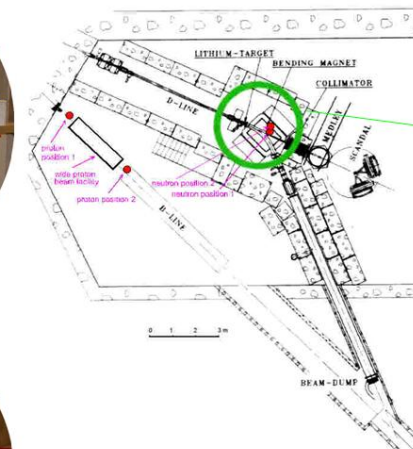 LITHIUM-TARGET
BENDING MAGNET
COLLIMATOR
MEDLEY
SCANDAL
D-LINE
proton
position 1
wide proton
beam facility
proton position 2
neutron position 2
neutron position 1
B-LINE
0 1 2 3m
BEAM-DUMP